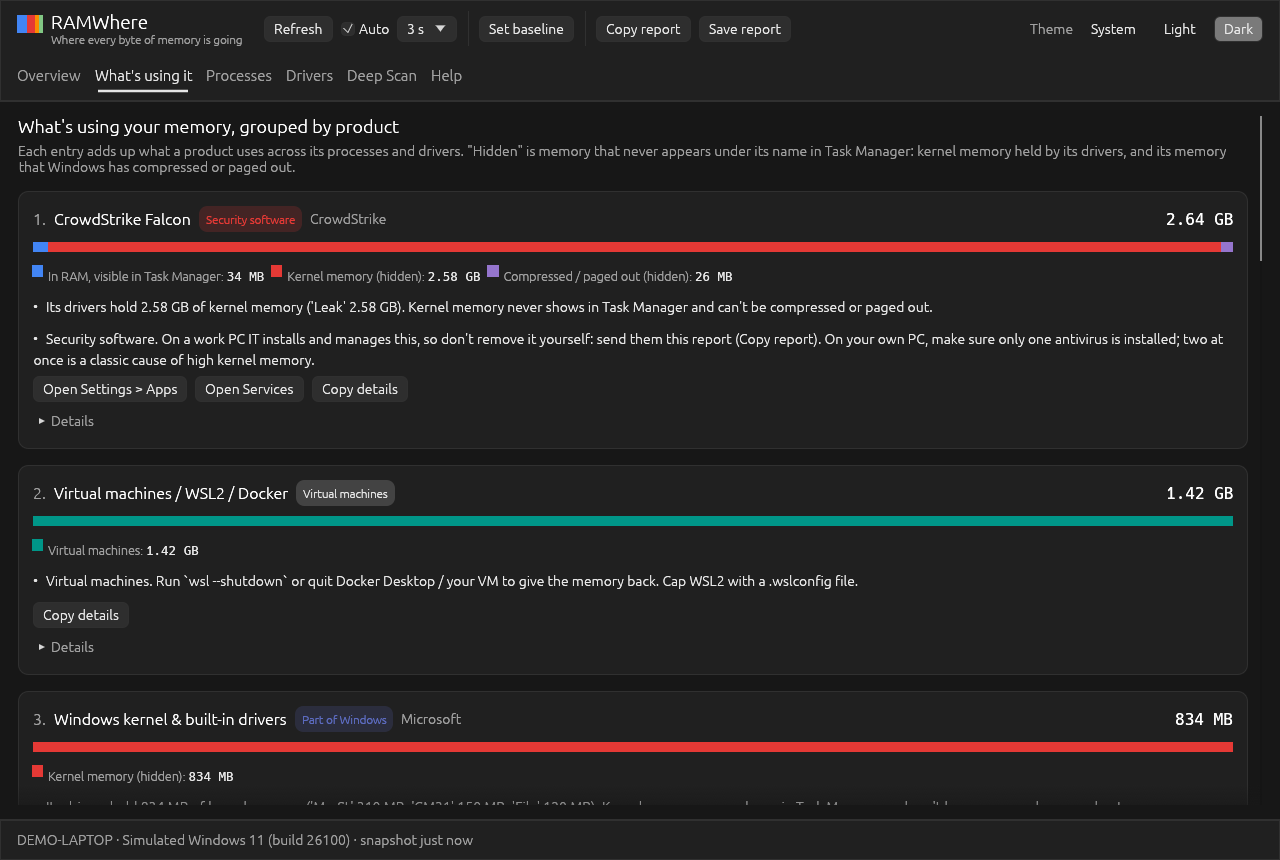 RAMWhere
Where every byte of memory is going
Refresh
Auto
3 s
Set baseline
Copy report
Save report
Theme
System
Light
Dark
Overview
What's using it
Processes
Drivers
Deep Scan
Help
What's using your memory, grouped by product
Each entry adds up what a product uses across its processes and drivers. "Hidden" is memory that never appears under its name in Task Manager: kernel memory held by its drivers, and its memory
that Windows has compressed or paged out.
1. CrowdStrike Falcon Security software CrowdStrike 2.64 GB
In RAM, visible in Task Manager: 34 MB Kernel memory (hidden): 2.58 GB Compressed / paged out (hidden): 26 MB
• Its drivers hold 2.58 GB of kernel memory ('Leak' 2.58 GB). Kernel memory never shows in Task Manager and can't be compressed or paged out.
• Security software. On a work PC IT installs and manages this, so don't remove it yourself: send them this report (Copy report). On your own PC, make sure only one antivirus is installed; two at
once is a classic cause of high kernel memory.
Open Settings > Apps
Open Services
Copy details
Details
2. Virtual machines / WSL2 / Docker Virtual machines 1.42 GB
Virtual machines: 1.42 GB
• Virtual machines. Run `wsl --shutdown` or quit Docker Desktop / your VM to give the memory back. Cap WSL2 with a .wslconfig file.
Copy details
Details
3. Windows kernel & built-in drivers Part of Windows Microsoft 834 MB
Kernel memory (hidden): 834 MB
DEMO-LAPTOP · Simulated Windows 11 (build 26100) · snapshot just now